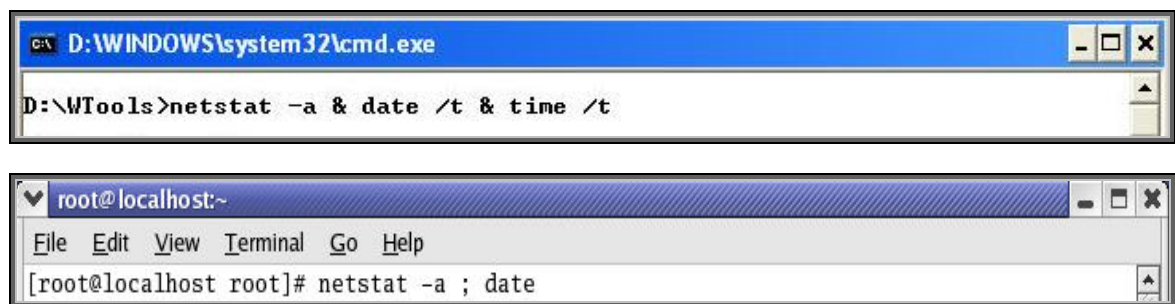 D:\WINDOWS\system32\cmd.exe
D:\WTools>netstat -a & date /t & time /t
root@localhost:~
File Edit View Terminal Go Help
[root@localhost root]# netstat -a ; date